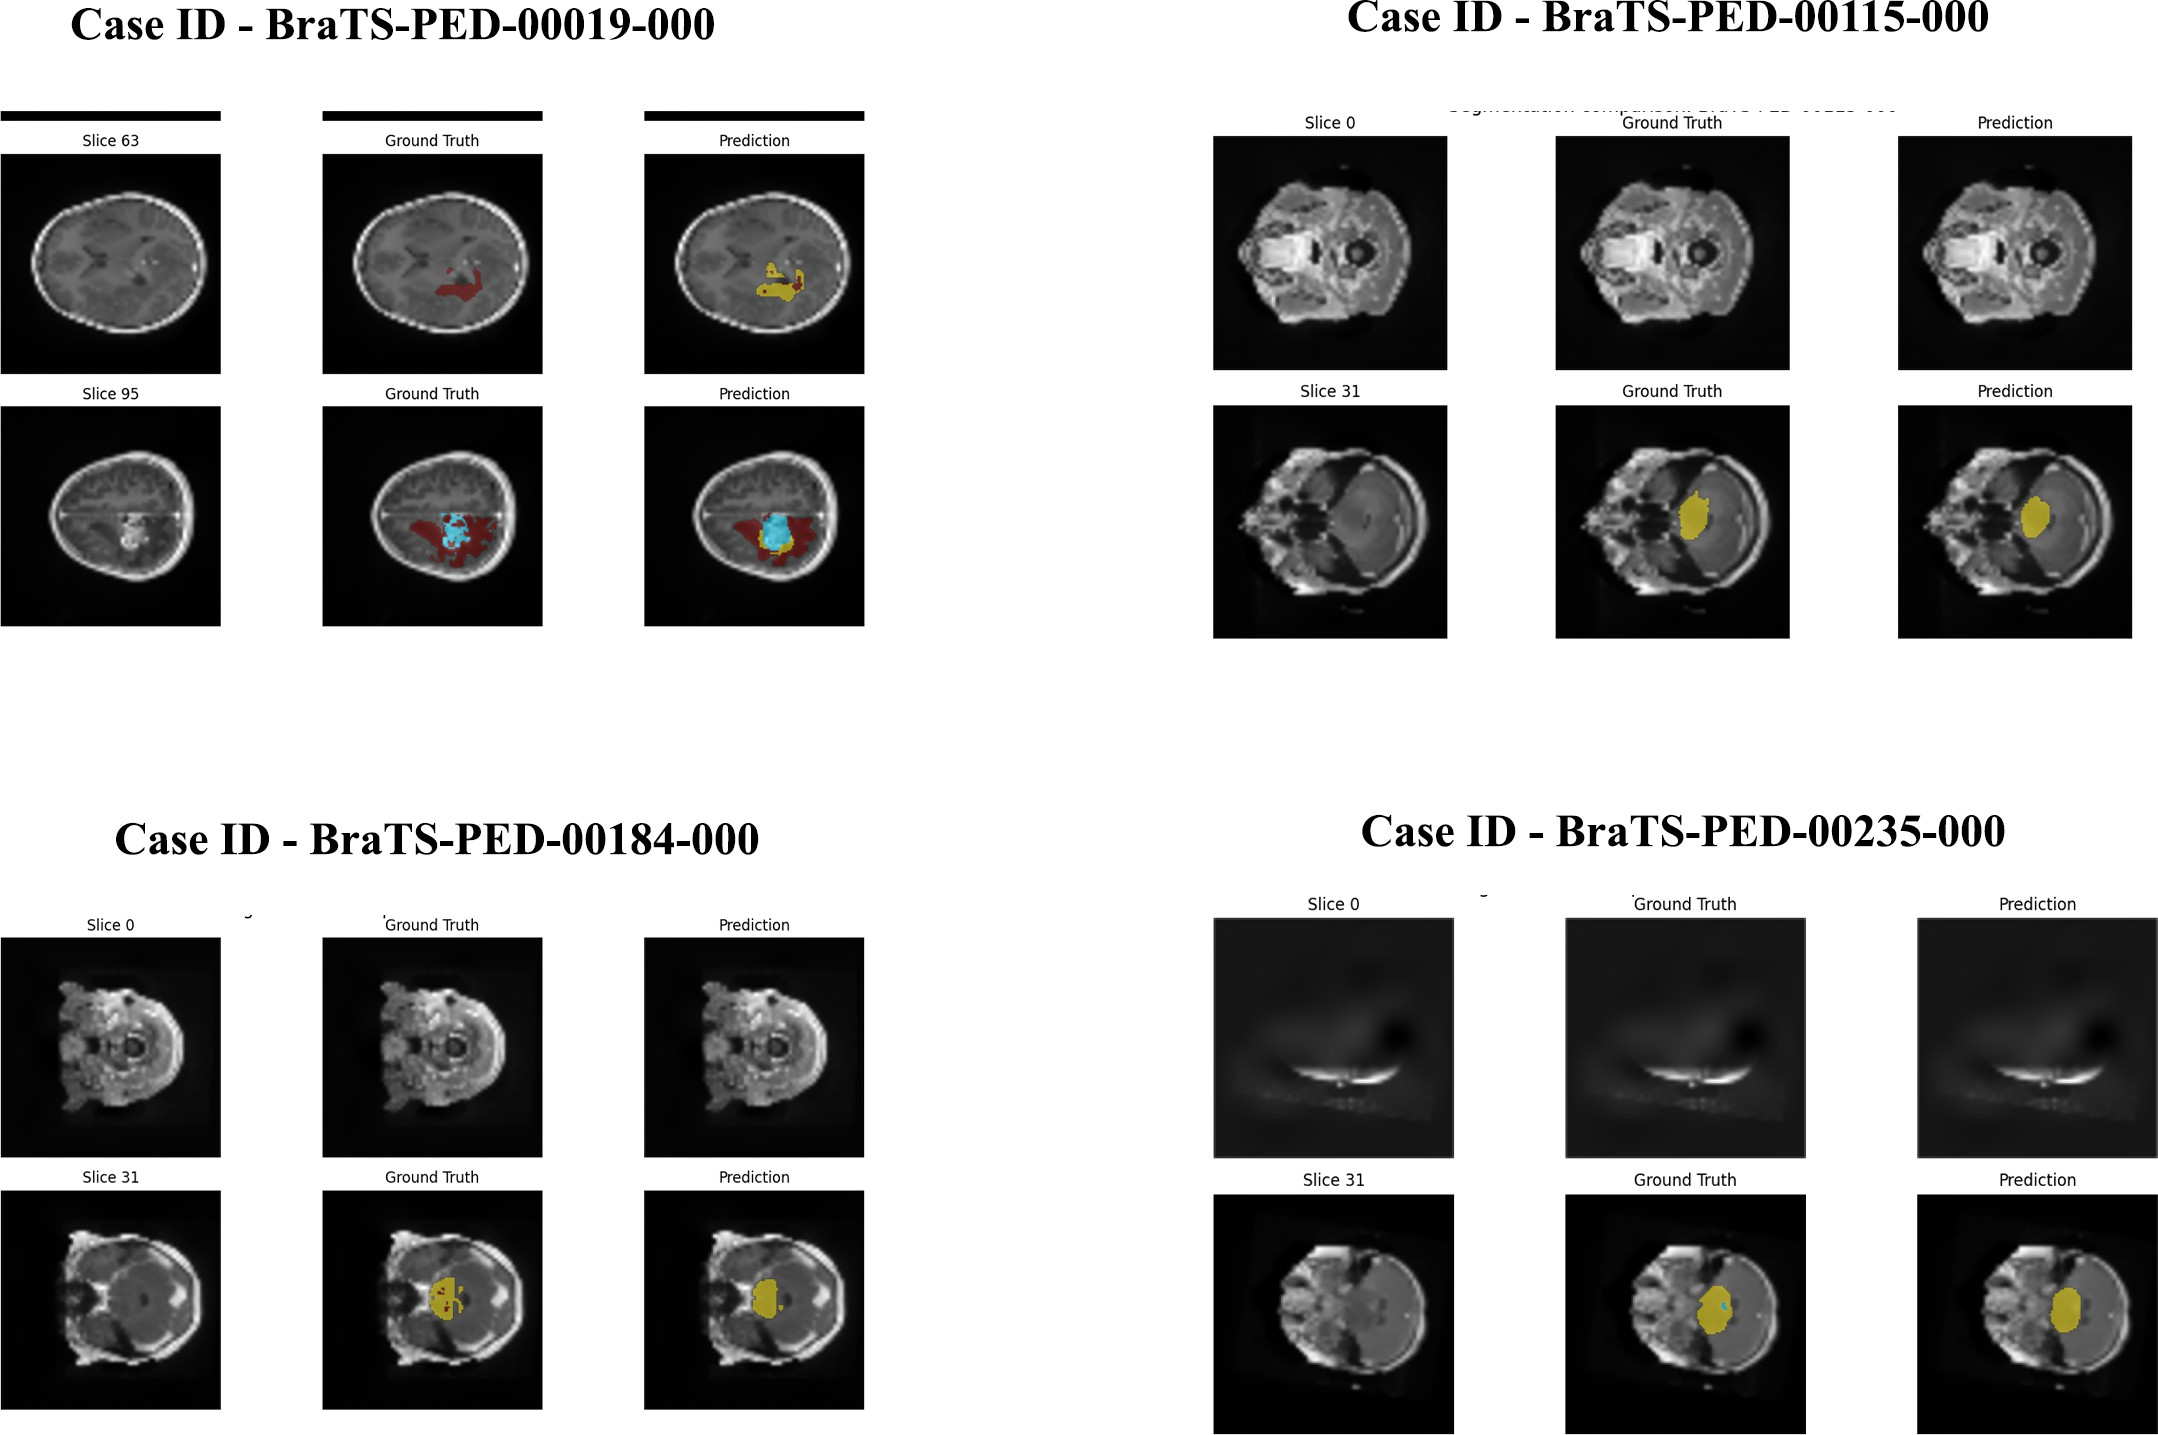 Case ID - BraTS-PED-00019-000
Slice 63 Ground Truth Prediction
Slice 95 Ground Truth Prediction
Case ID - BraTS-PED-00115-000
Slice 0 Ground Truth Prediction
Slice 31 Ground Truth Prediction
Case ID - BraTS-PED-00184-000
Slice 0 Ground Truth Prediction
Slice 31 Ground Truth Prediction
Case ID - BraTS-PED-00235-000
Slice 0 Ground Truth Prediction
Slice 31 Ground Truth Prediction